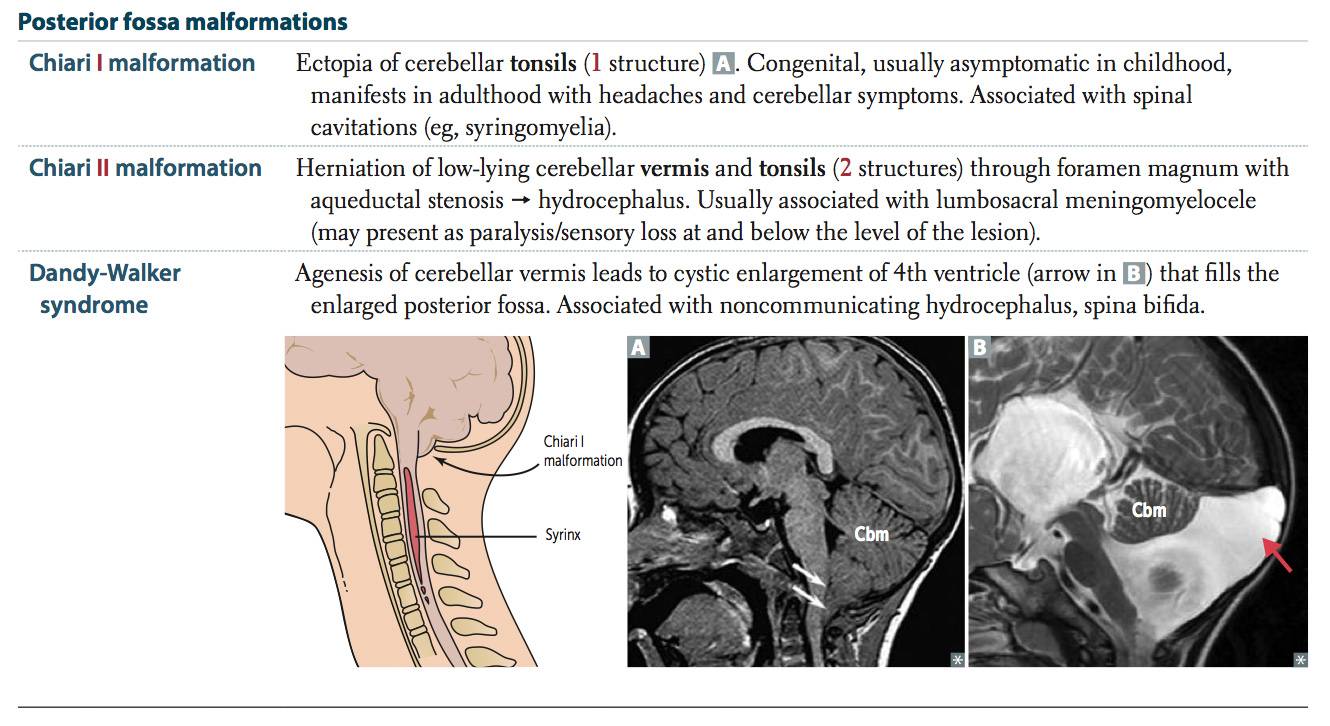 Posterior fossa malformations
Chiari I malformation
Ectopia of cerebellar tonsils (1 structure) A. Congenital, usually asymptomatic in childhood,
manifests in adulthood with headaches and cerebellar symptoms. Associated with spinal
cavitations (eg, syringomyelia).
Chiari II malformation
Herniation of low-lying cerebellar vermis and tonsils (2 structures) through foramen magnum with
aqueductal stenosis → hydrocephalus. Usually associated with lumbosacral meningomyelocele
(may present as paralysis/sensory loss at and below the level of the lesion).
Dandy-Walker
syndrome
Agenesis of cerebellar vermis leads to cystic enlargement of 4th ventricle (arrow in B) that fills the
enlarged posterior fossa. Associated with noncommunicating hydrocephalus, spina bifida.
Chiari I
malformation
Syrinx
A
Cbm
*
B
Cbm
*